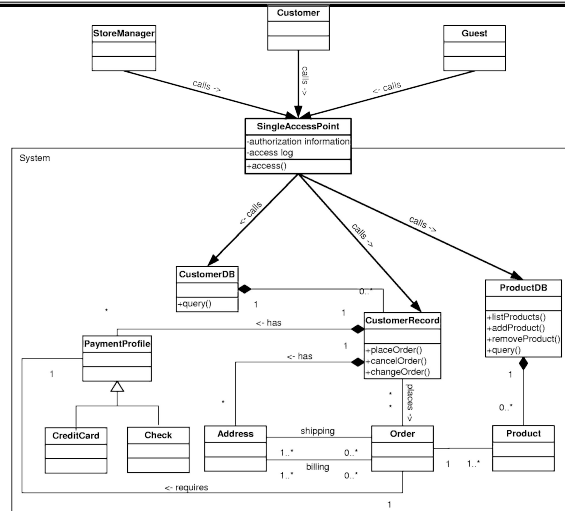 Customer
StoreManager
Guest
calls ->
calls ->
<- calls
SingleAccessPoint
-authorization information
-access log
+access()
System
<- calls
calls ->
calls ->
CustomerDB
+query()
1
0..*
ProductDB
+listProducts()
+addProduct()
+removeProduct()
+query()
*
<- has
1
CustomerRecord
+placeOrder()
+cancelOrder()
+changeOrder()
PaymentProfile
1
<- has
1
1
*
*
*
places ->
0..*
CreditCard
Check
Address
shipping
Order
Product
1..*
0..*
billing
1..*
0..*
1
1..*
<- requires
1